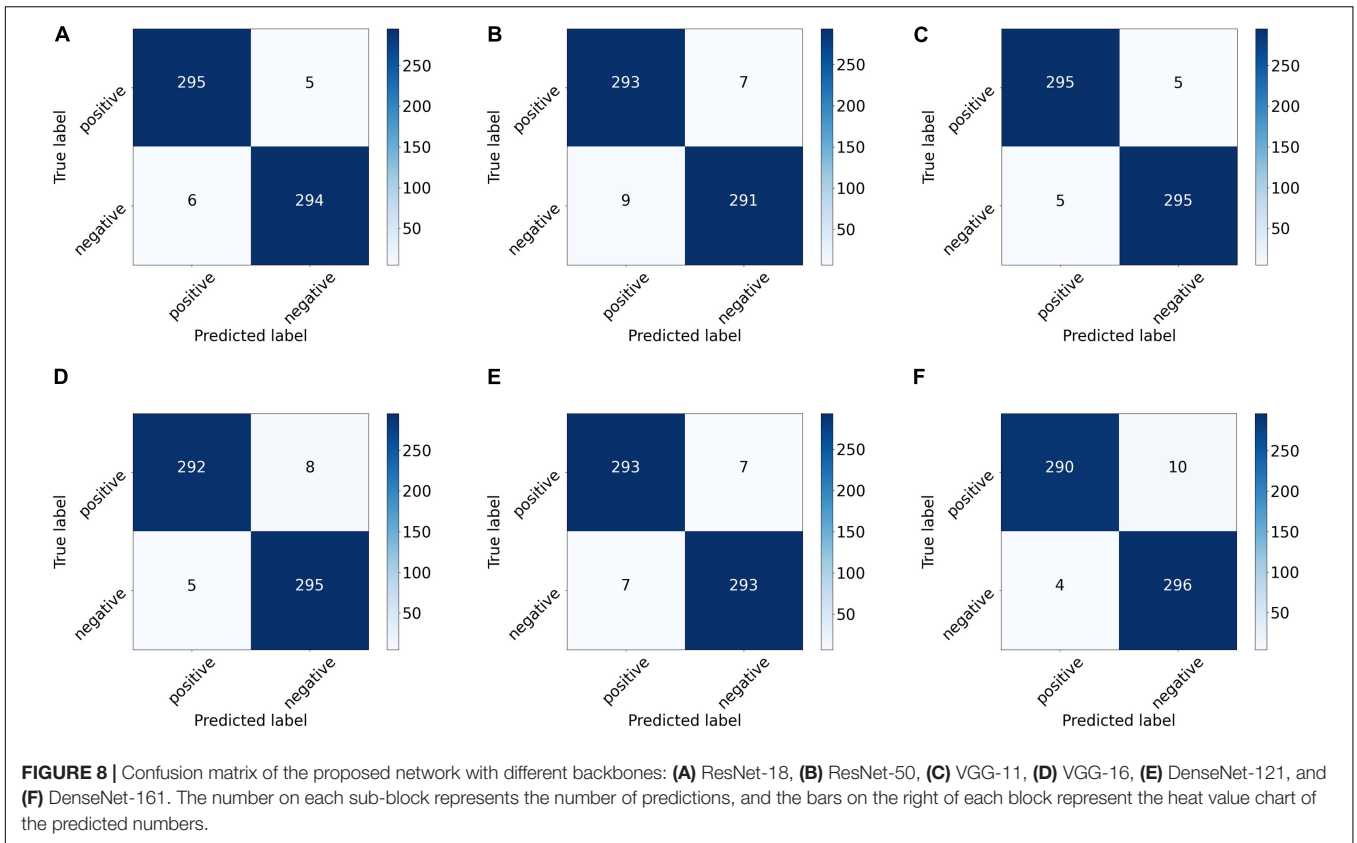 A
B
C
positive
295
5
250
200
150
100
50
True label
negative
6
294
positive
negative
Predicted label
positive
293
7
250
200
150
100
50
True label
negative
9
291
positive
negative
Predicted label
positive
295
5
250
200
150
100
50
True label
negative
5
295
positive
negative
Predicted label
D
E
F
positive
292
8
250
200
150
100
50
True label
negative
5
295
positive
negative
Predicted label
positive
293
7
250
200
150
100
50
True label
negative
7
293
positive
negative
Predicted label
positive
290
10
250
200
150
100
50
True label
negative
4
296
positive
negative
Predicted label
FIGURE 8 | Confusion matrix of the proposed network with different backbones: (A) ResNet-18, (B) ResNet-50, (C) VGG-11, (D) VGG-16, (E) DenseNet-121, and
(F) DenseNet-161. The number on each sub-block represents the number of predictions, and the bars on the right of each block represent the heat value chart of
the predicted numbers.